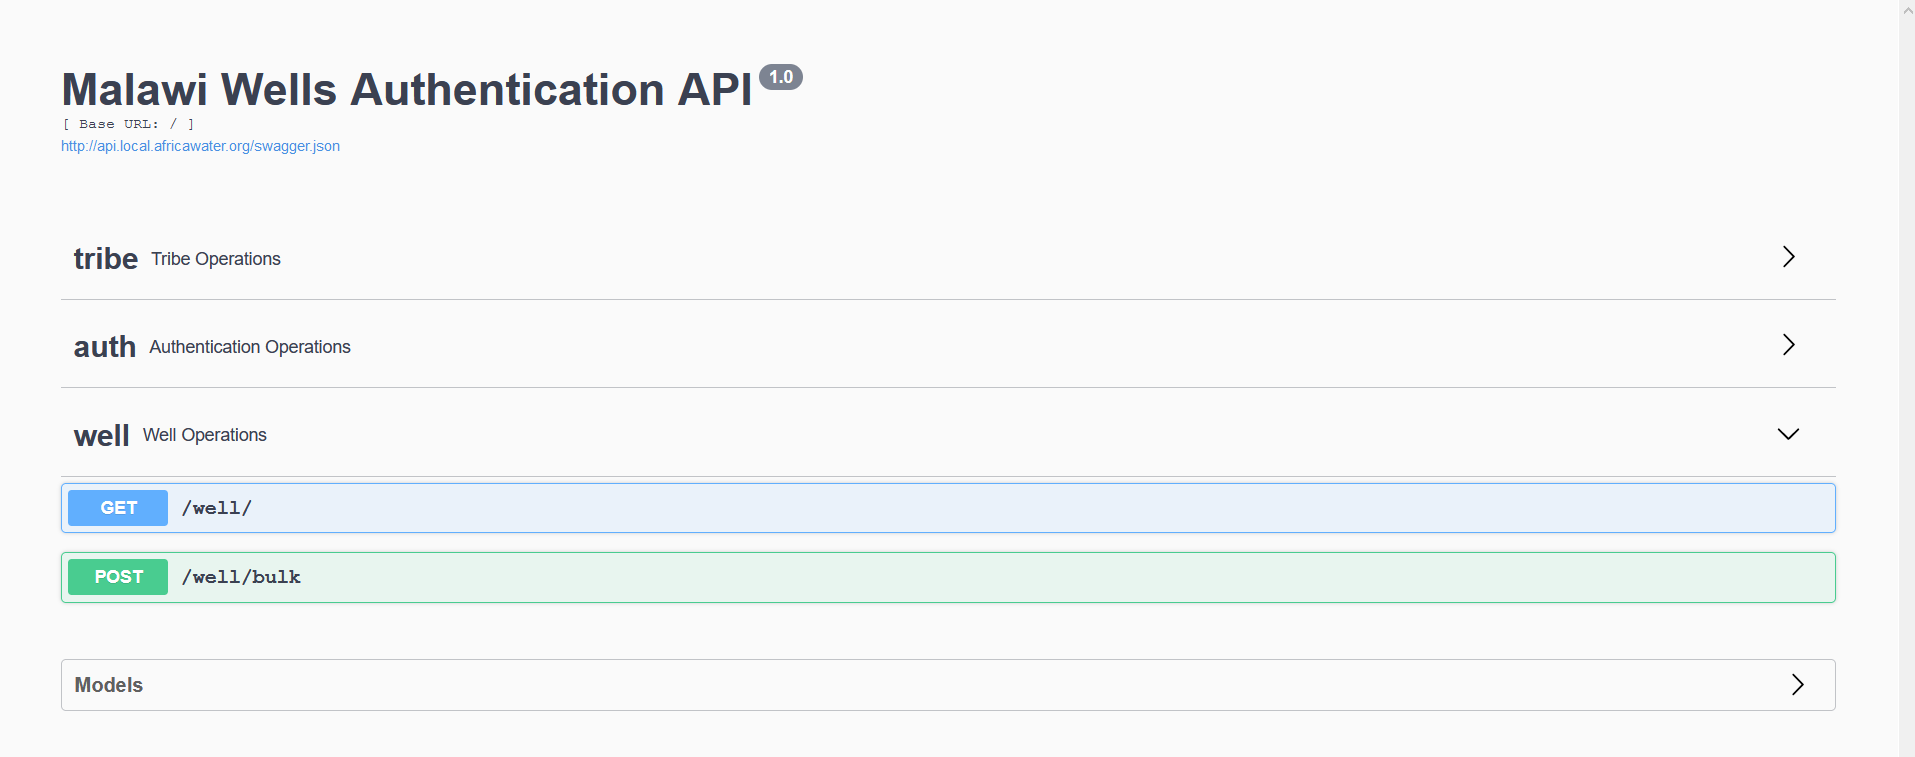 Malawi Wells Authentication API 1.0
[ Base URL: / ]
http://api.local.africawater.org/swagger.json
tribe Tribe Operations
auth Authentication Operations
well Well Operations
GET /well/
POST /well/bulk
Models